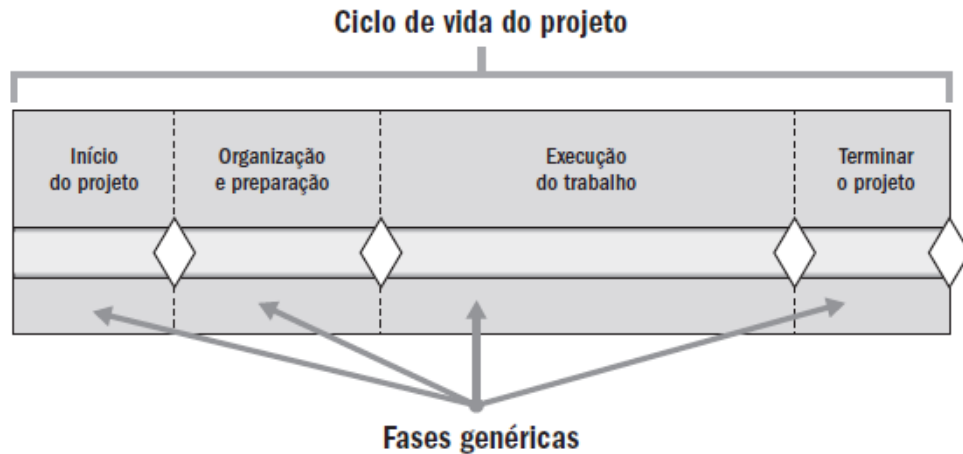 Ciclo de vida do projeto
Início
do projeto
Organização
e preparação
Execução
do trabalho
Terminar
o projeto
Fases genéricas